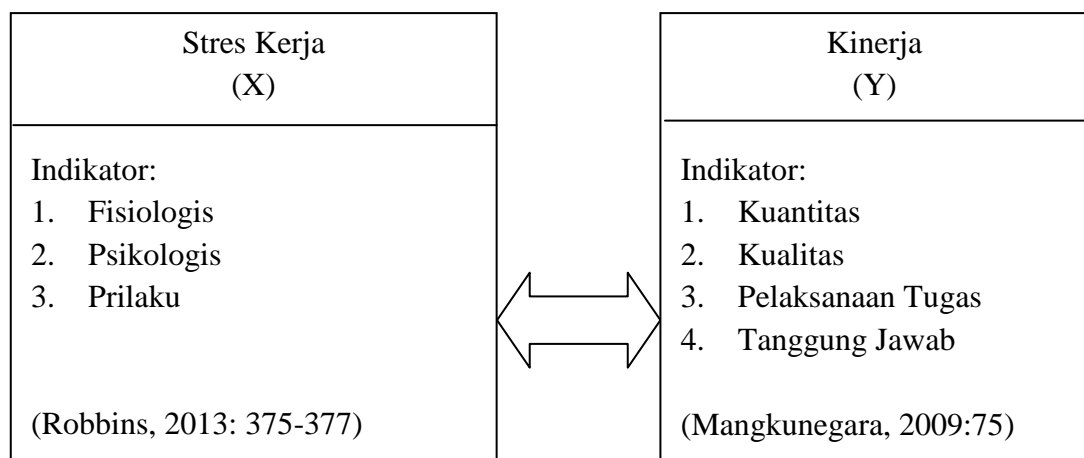 Stres Kerja
(X)
Indikator:
1. Fisiologis
2. Psikologis
3. Prilaku
(Robbins, 2013: 375-377)
Kinerja
(Y)
Indikator:
1. Kuantitas
2. Kualitas
3. Pelaksanaan Tugas
4. Tanggung Jawab
(Mangkunegara, 2009:75)